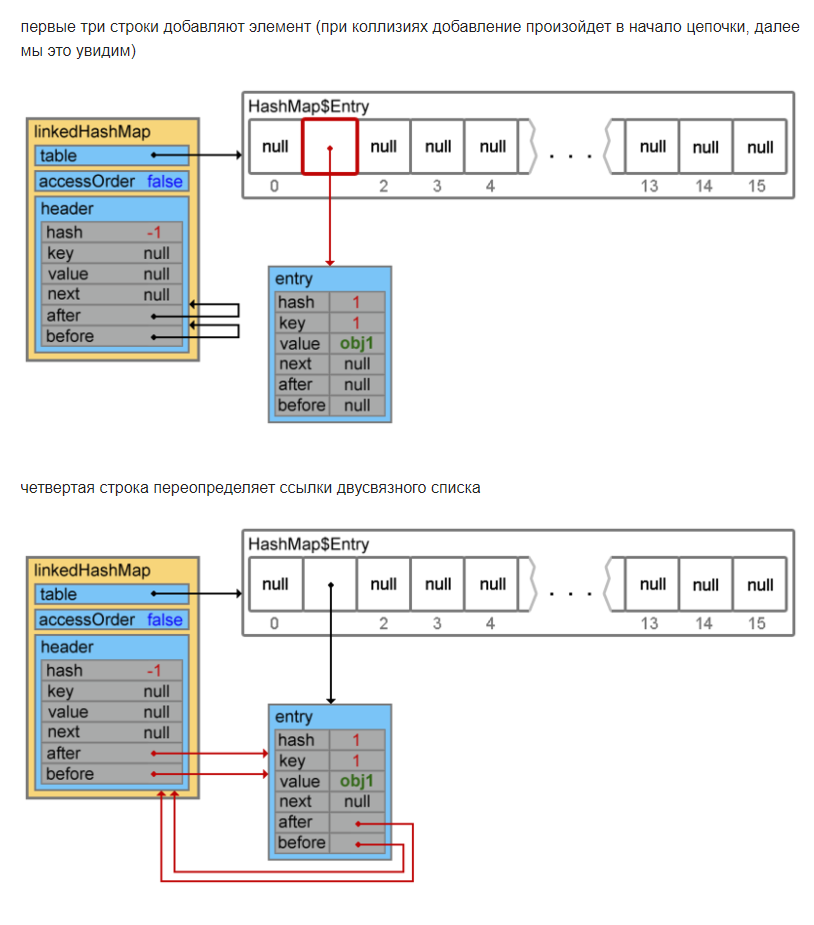 первые три строки добавляют элемент (при коллизиях добавление произойдет в начало цепочки, далее
мы это увидим)
HashMap$Entry
linkedHashMap
null null null null null null null
table
. . .
accessOrder false
0 2 3 4 13 14 15
header
hash -1
key null
value null
next null
after
before
entry
hash 1
key 1
value obj1
next null
after null
before null
четвертая строка переопределяет ссылки двусвязного списка
HashMap$Entry
linkedHashMap
null null null null null null null
table
. . .
accessOrder false
0 2 3 4 13 14 15
header
hash -1
key null
value null
next null
after
before
entry
hash 1
key 1
value obj1
next null
after
before